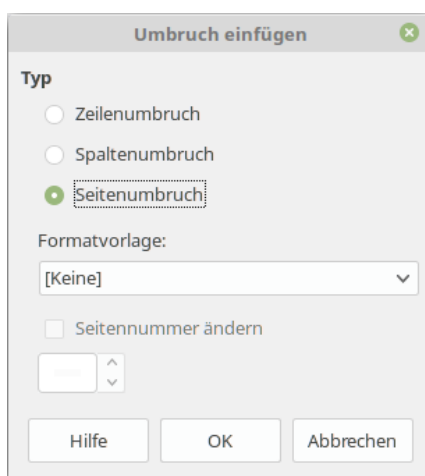 Umbruch einfügen
Typ
Zeilenumbruch
Spaltenumbruch
Seitenumbruch
Formatvorlage:
[Keine]
Seitennummer ändern
Hilfe OK Abbrechen